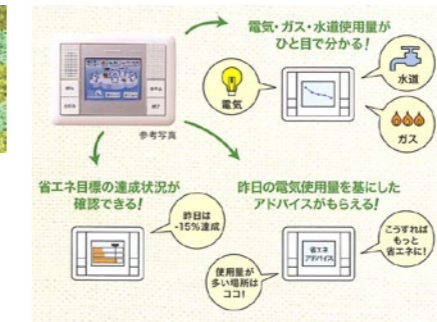 電気・ガス・水道使用量が
ひと目で分かる!
電気
水道
ガス
参考写真
省エネ目標の達成状況が
確認できる!
昨日は
-15%達成
昨日の電気使用量を基にした
アドバイスがもらえる!
省エネ
アドバイス
こうすれば
もっと
省エネに!
使用量が
多い場所は
ココ!